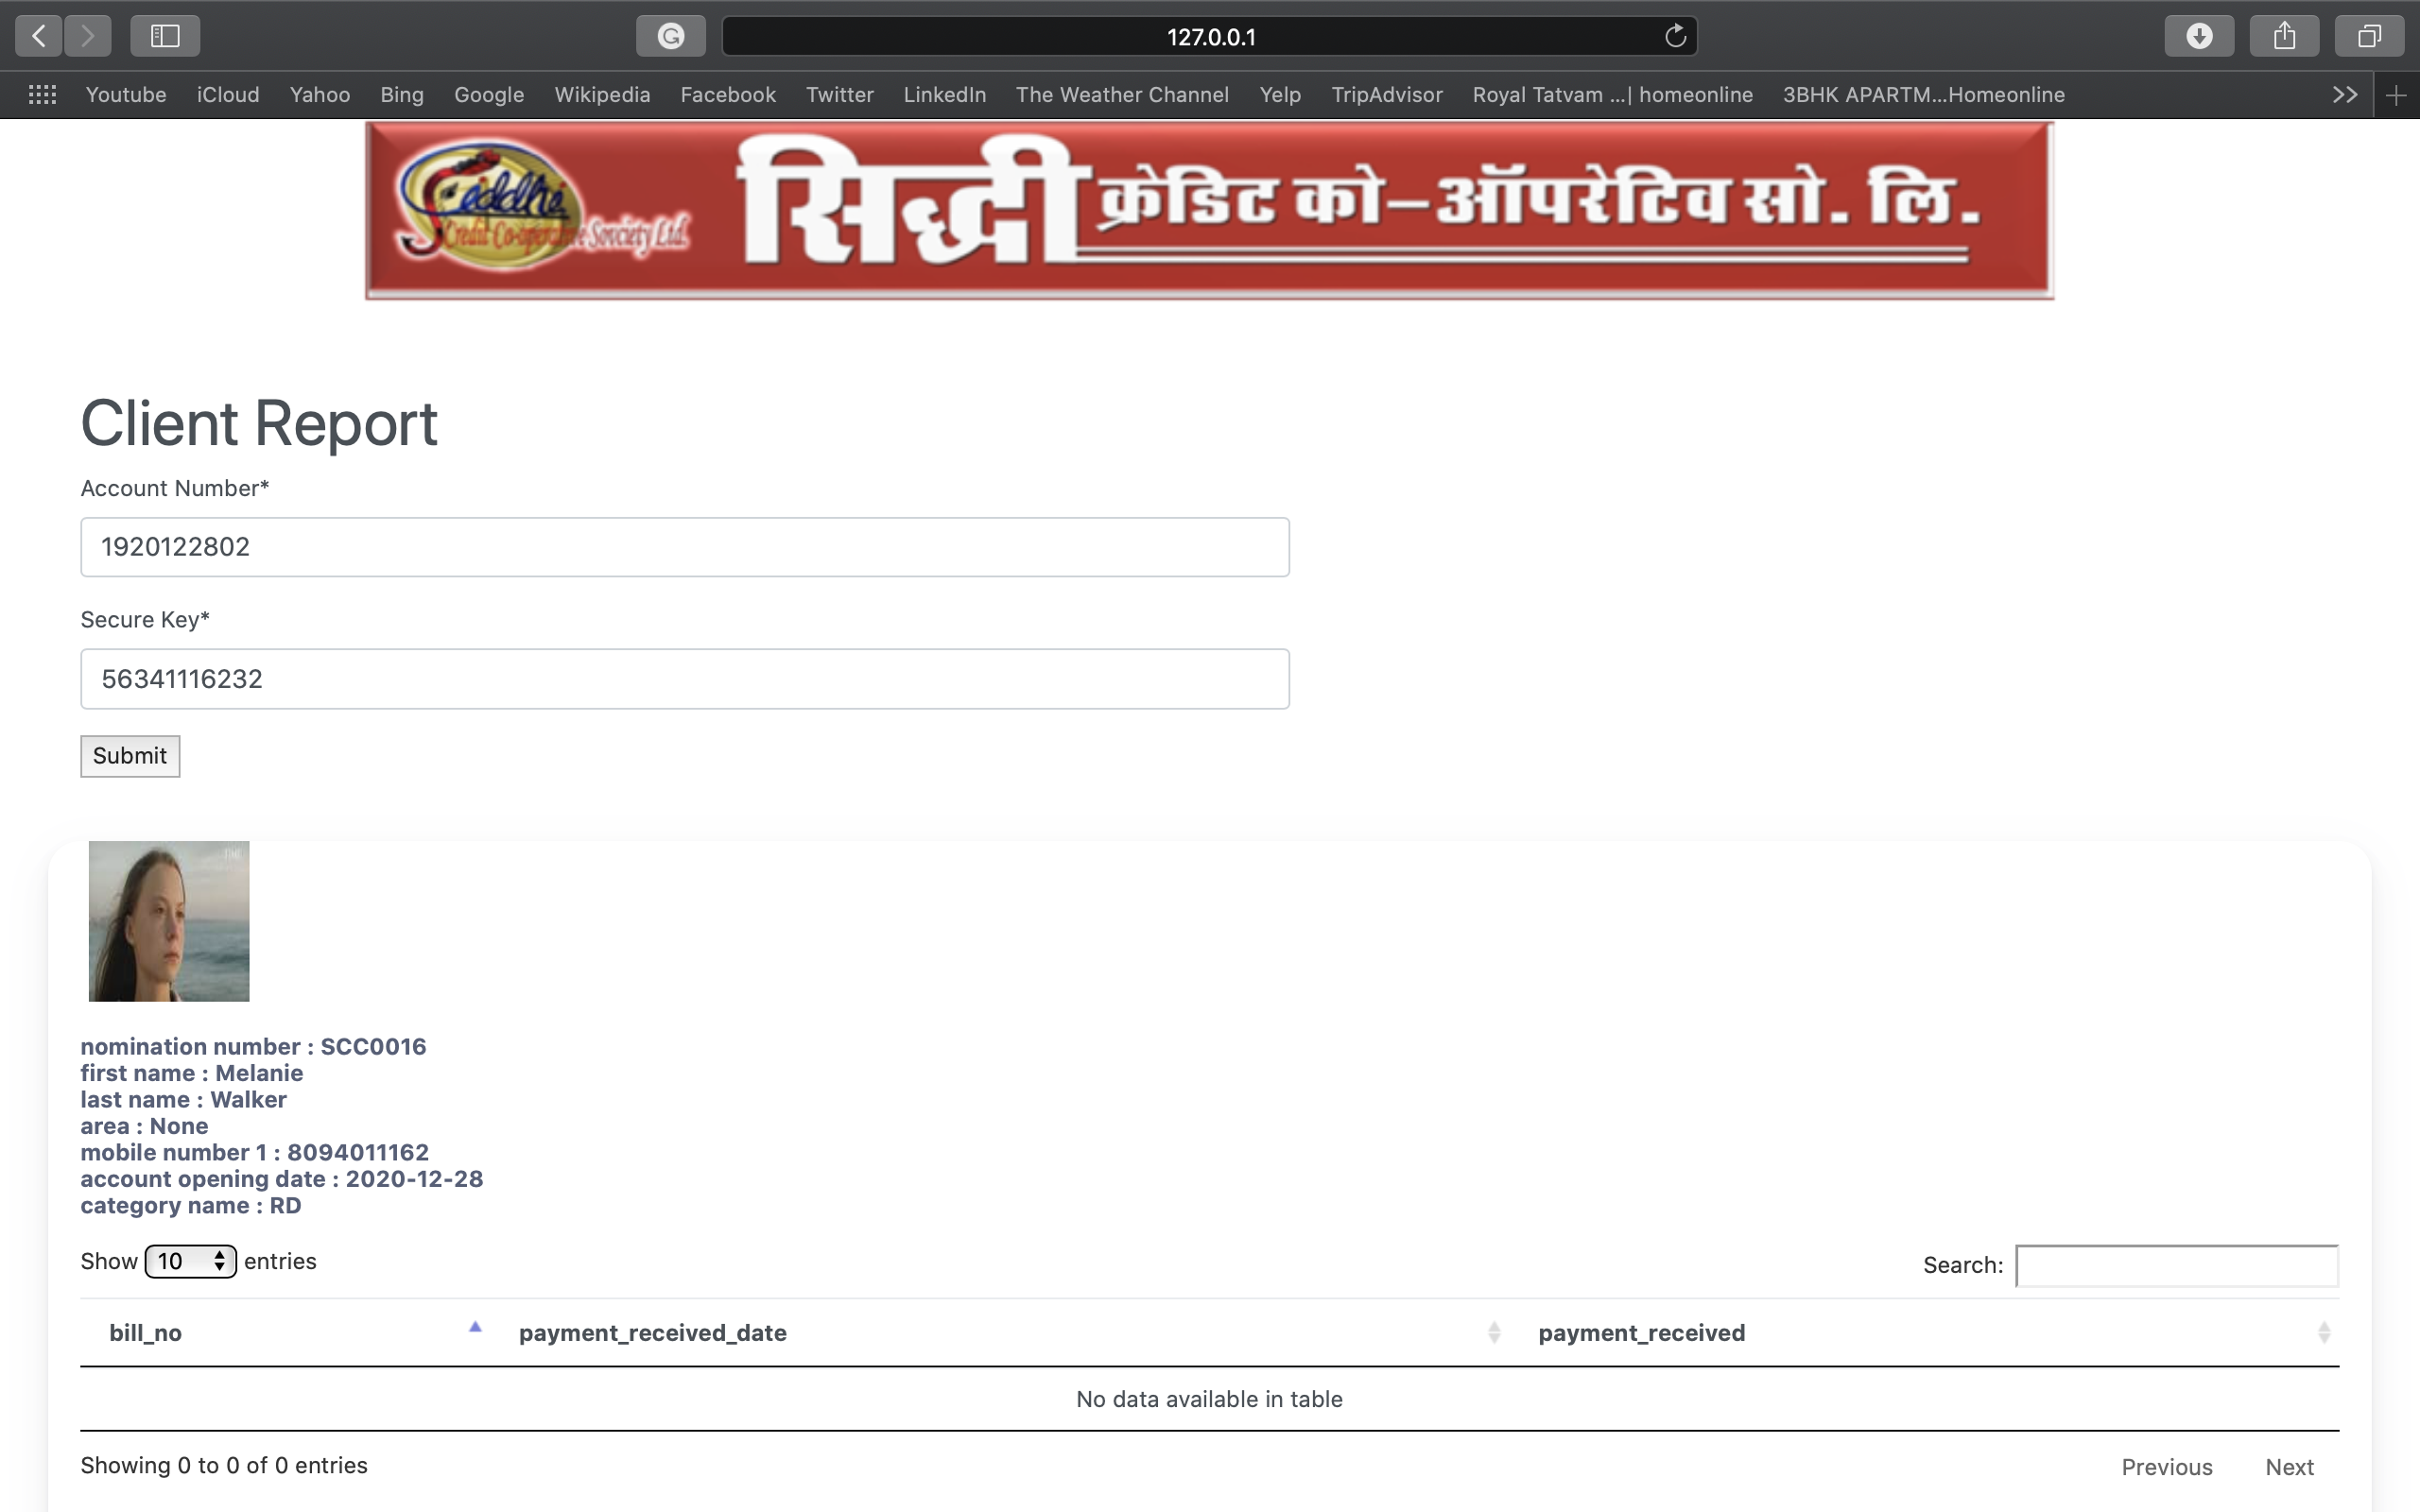 127.0.0.1
Youtube iCloud Yahoo Bing Google Wikipedia Facebook Twitter LinkedIn The Weather Channel Yelp TripAdvisor Royal Tatvam ...| homeonline 3BHK APARTM...Homeonline
Siddhi
Credit Co-operative Sovciety Ltd.
सिद्धी क्रेडिट को-ऑपरेटिव सो. लि.
Client Report
Account Number*
1920122802
Secure Key*
56341116232
Submit
TIME
nomination number : SCC0016
first name : Melanie
last name : Walker
area : None
mobile number 1 : 8094011162
account opening date : 2020-12-28
category name : RD
Show 10 entries
Search:
bill_no payment_received_date payment_received
No data available in table
Showing 0 to 0 of 0 entries
Previous Next